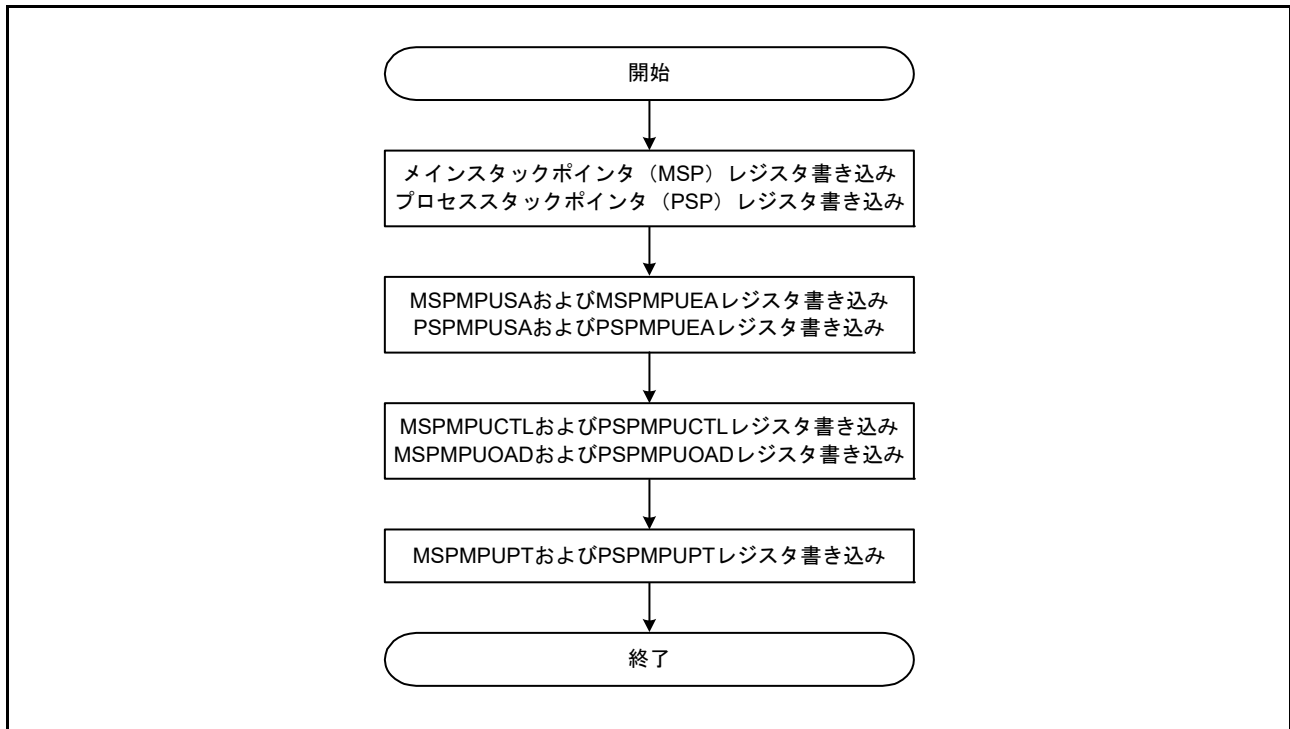 開始
メインスタックポインタ（MSP）レジスタ書き込み
プロセススタックポインタ（PSP）レジスタ書き込み
MSPMPUSAおよびMSPMPUEAレジスタ書き込み
PSPMPUSAおよびPSPMPUEAレジスタ書き込み
MSPMPUCTLおよびPSPMPUCTLレジスタ書き込み
MSPMPUOADおよびPSPMPUOADレジスタ書き込み
MSPMPUPTおよびPSPMPUPTレジスタ書き込み
終了